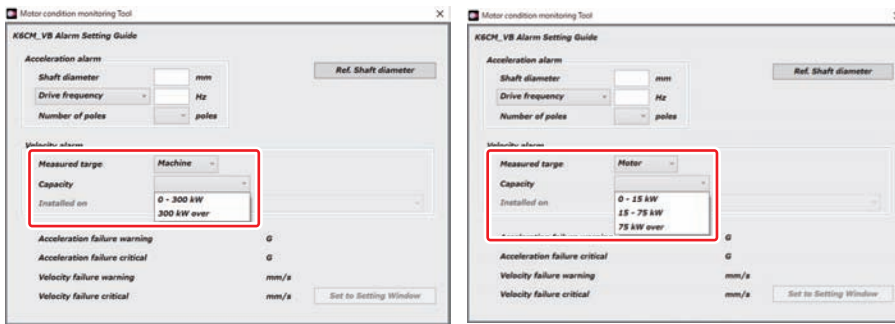 Motor condition monitoring Tool
K6CM_VB Alarm Setting Guide
Acceleration alarm
Shaft diameter mm
Ref. Shaft diameter
Drive frequency Hz
Number of poles poles
Velocity alarm
Measured targe Machine
Capacity
0 - 300 kW
Installed on
300 kW over
Acceleration failure warning G
Acceleration failure critical G
Velocity failure warning mm/s
Velocity failure critical mm/s
Set to Setting Window
Motor condition monitoring Tool
K6CM_VB Alarm Setting Guide
Acceleration alarm
Shaft diameter mm
Ref. Shaft diameter
Drive frequency Hz
Number of poles poles
Velocity alarm
Measured targe Motor
Capacity
0 - 15 kW
Installed on
15 - 75 kW
75 kW over
G
Acceleration failure critical G
Velocity failure warning mm/s
Velocity failure critical mm/s
Set to Setting Window